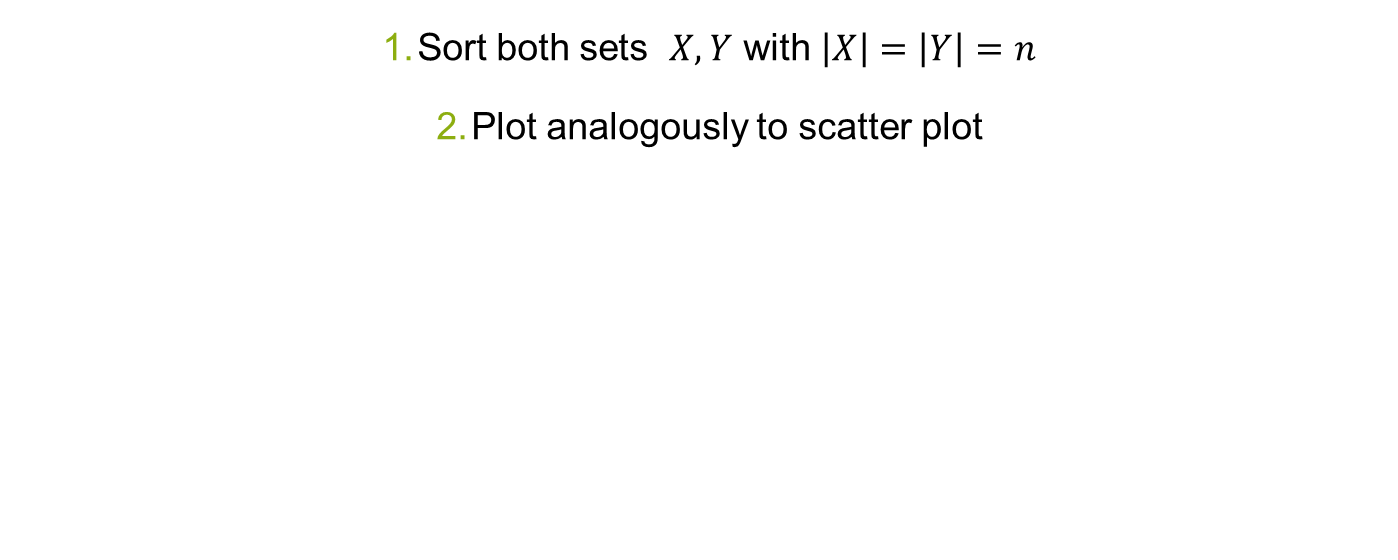 1. Sort both sets X, Y with |X| = |Y| = n
2. Plot analogously to scatter plot